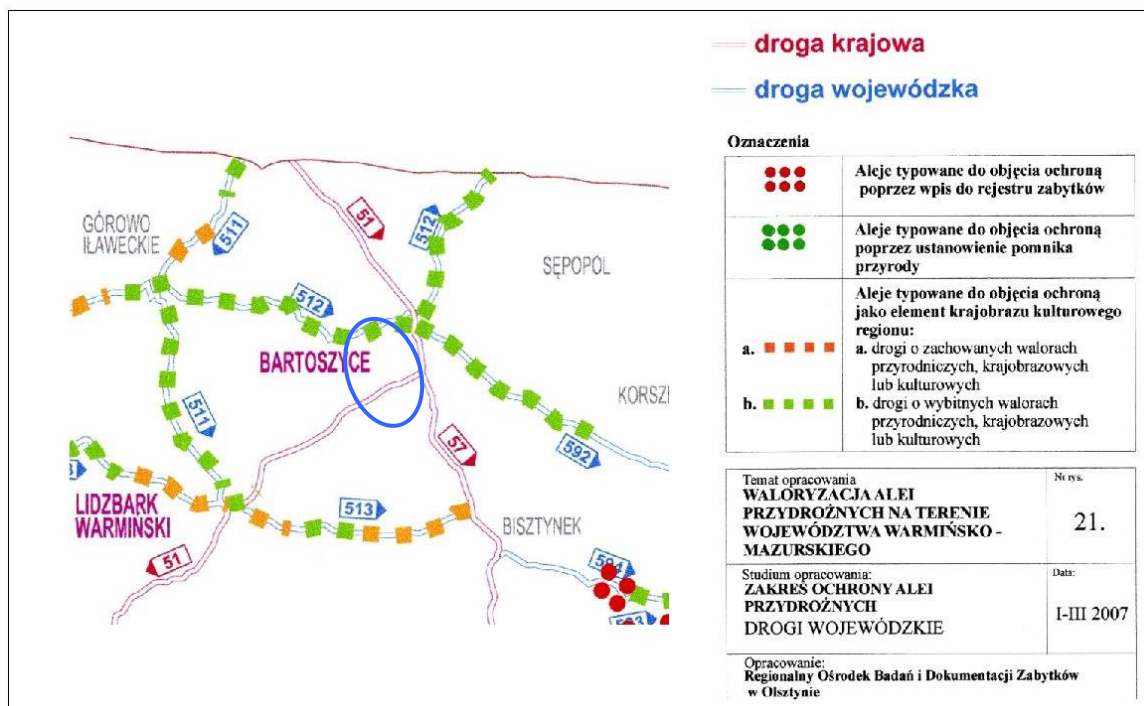 droga krajowa
droga wojewódzka
Oznaczenia
Aleje typowane do objęcia ochroną
poprzez wpis do rejestru zabytków
Aleje typowane do objęcia ochroną
poprzez ustanowienie pomnika
przyrody
Aleje typowane do objęcia ochroną
jako element krajobrazu kulturowego
regionu:
a. a. drogi o zachowanych walorach
przyrodniczych, krajobrazowych
lub kulturowych
b. b. drogi o wybitnych walorach
przyrodniczych, krajobrazowych
lub kulturowych
Temat opracowania
WALORYZACJA ALEI
PRZYDROŻNYCH NA TERENIE
WOJEWÓDZTWA WARMIŃSKO -
MAZURSKIEGO
Nr rys.
21.
Studium opracowania:
ZAKRES OCHRONY ALEI
PRZYDROŻNYCH
DROGI WOJEWÓDZKIE
Data:
I-III 2007
Opracowanie:
Regionalny Ośrodek Badań i Dokumentacji Zabytków
w Olsztynie
GÓROWO
IŁAWECKIE
511
51
512
SĘPOPOL
512
BARTOSZYCE
KORSZ
511
57
592
LIDZBARK
WARMIŃSKI
513
BISZTYNEK
51
594